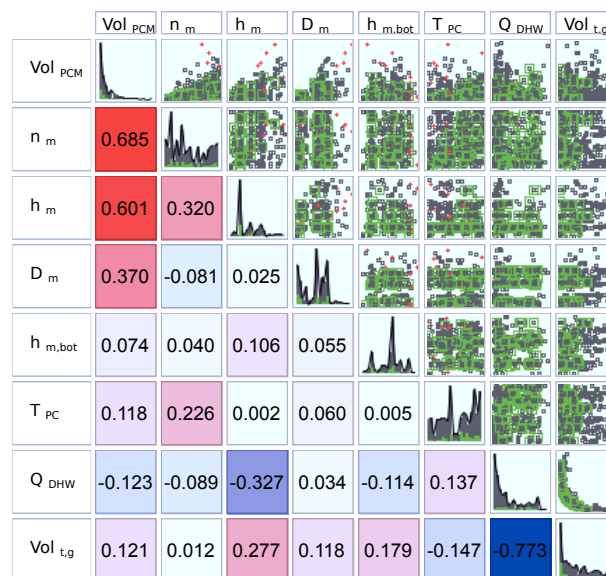 Vol PCM n m h m D m h m,bot T PC Q DHW Vol t,g
Vol PCM
n m 0.685
h m 0.601 0.320
D m 0.370 -0.081 0.025
h m,bot 0.074 0.040 0.106 0.055
T PC 0.118 0.226 0.002 0.060 0.005
Q DHW -0.123 -0.089 -0.327 0.034 -0.114 0.137
Vol t,g 0.121 0.012 0.277 0.118 0.179 -0.147 -0.773